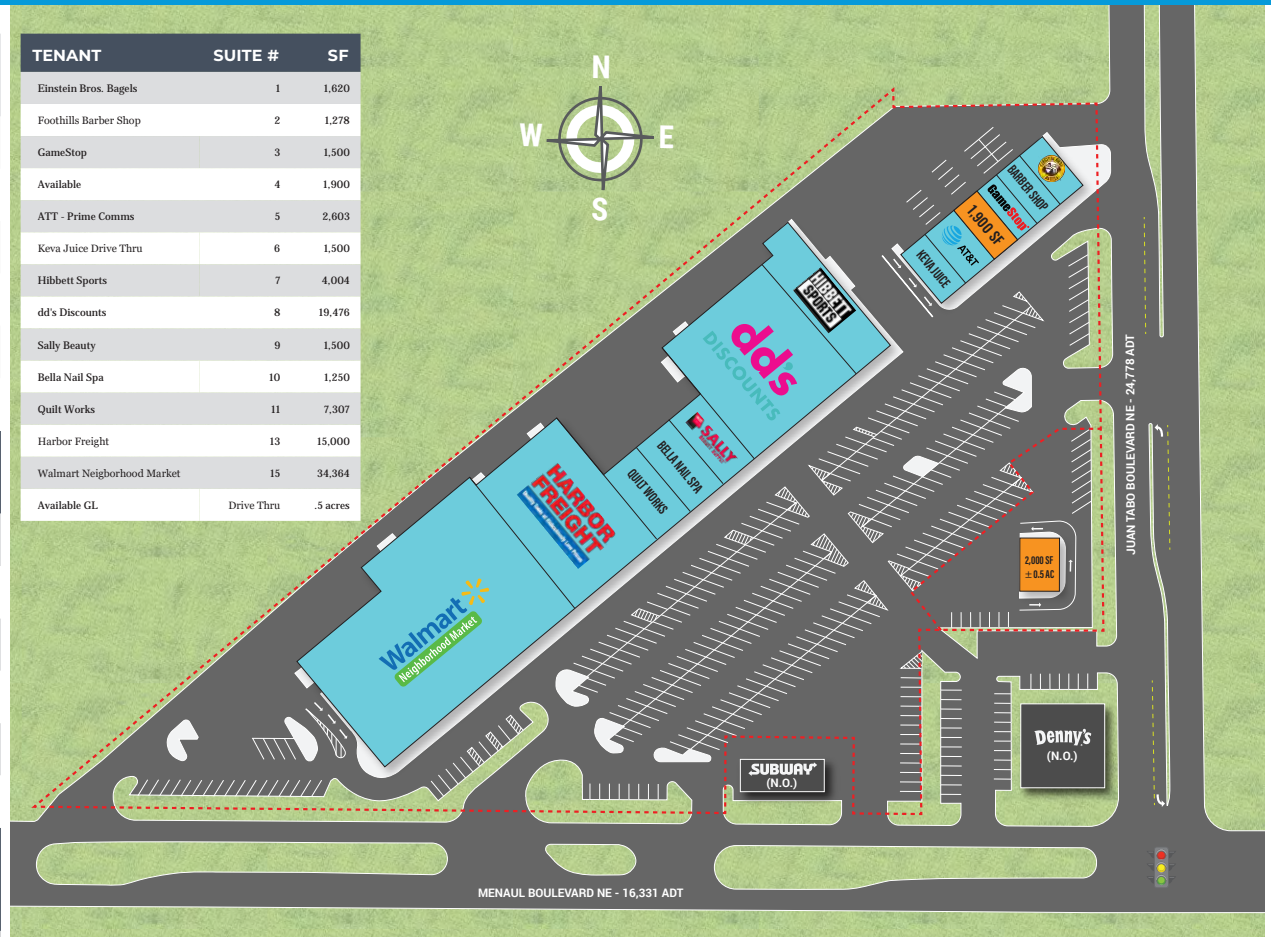 TENANT SUITE # SF
Einstein Bros. Bagels 1 1,620
Foothills Barber Shop 2 1,278
GameStop 3 1,500
Available 4 1,900
ATT - Prime Comms 5 2,603
Keva Juice Drive Thru 6 1,500
Hibbett Sports 7 4,004
dd's Discounts 8 19,476
Sally Beauty 9 1,500
Bella Nail Spa 10 1,250
Quilt Works 11 7,307
Harbor Freight 13 15,000
Walmart Neigborhood Market 15 34,364
Available GL Drive Thru .5 acres
N
W E
S
BARBER SHOP
GameStop
1,900 SF
AT&T
KEVA JUICE
HIBBETT
SPORTS
dd's
DISCOUNTS
SALLY
BELLA NAIL SPA
QUILT WORKS
HARBOR
FREIGHT
Walmart
Neighborhood Market
2,000 SF
± 0.5 AC
JUAN TABO BOULEVARD NE - 24,778 ADT
SUBWAY
(N.O.)
Denny's
(N.O.)
MENAUL BOULEVARD NE - 16,331 ADT